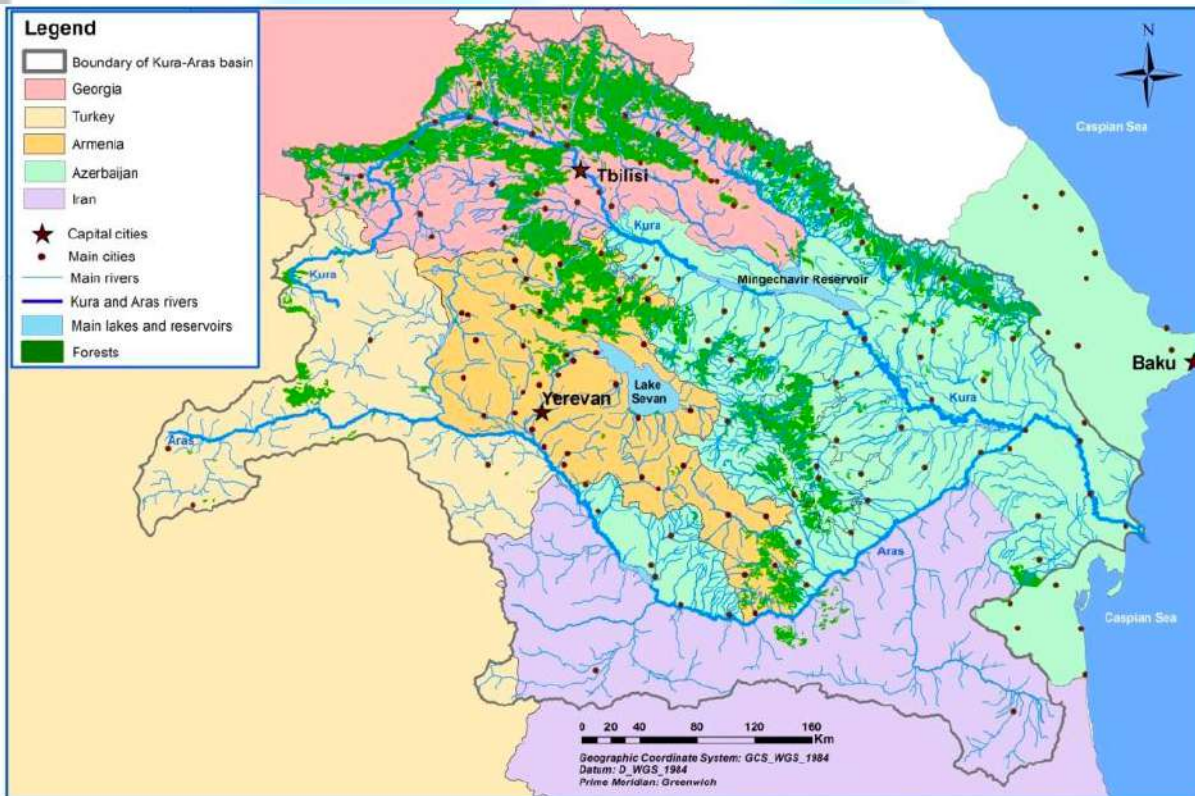 Legend
Boundary of Kura-Aras basin
Georgia
Turkey
Armenia
Azerbaijan
Iran
Capital cities
Main cities
Main rivers
Kura and Aras rivers
Main lakes and reservoirs
Forests
N
Caspian Sea
Tbilisi
Kura
Kura
Mingechavir Reservoir
Baku
Lake
Sevan
Yerevan
Kura
Aras
Aras
Caspian Sea
0 10 20 40 80 120 160
Km
Geographic Coordinate System: GCS_WGS_1984
Datum: D_WGS_1984
Prime Meridian: Greenwich